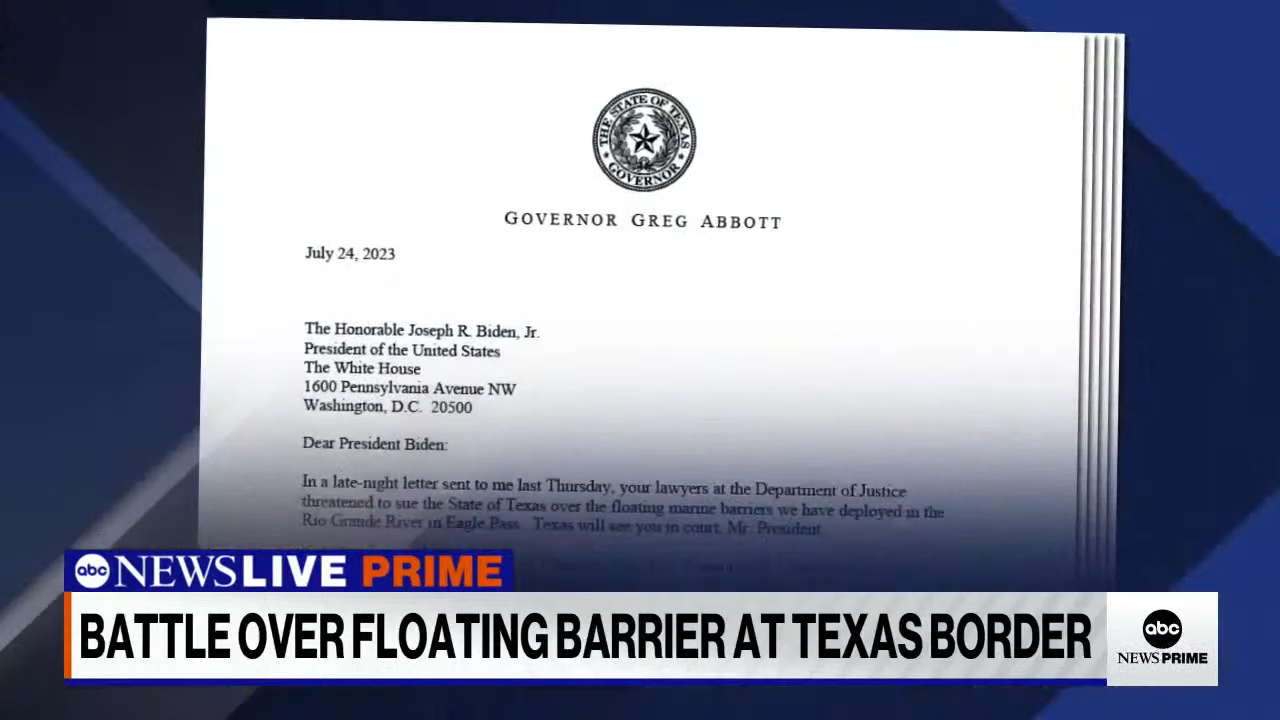 THE STATE OF TEXAS
GOVERNOR
GOVERNOR GREG ABBOTT
July 24, 2023
The Honorable Joseph R. Biden, Jr.
President of the United States
The White House
1600 Pennsylvania Avenue NW
Washington, D.C. 20500
Dear President Biden:
In a late-night letter sent to me last Thursday, your lawyers at the Department of Justice
threatened to sue the State of Texas over the floating marine barriers we have deployed in the
Rio Grande River in Eagle Pass. Texas will see you in court, Mr. President.
abc NEWS LIVE PRIME
BATTLE OVER FLOATING BARRIER AT TEXAS BORDER
abc
NEWS PRIME